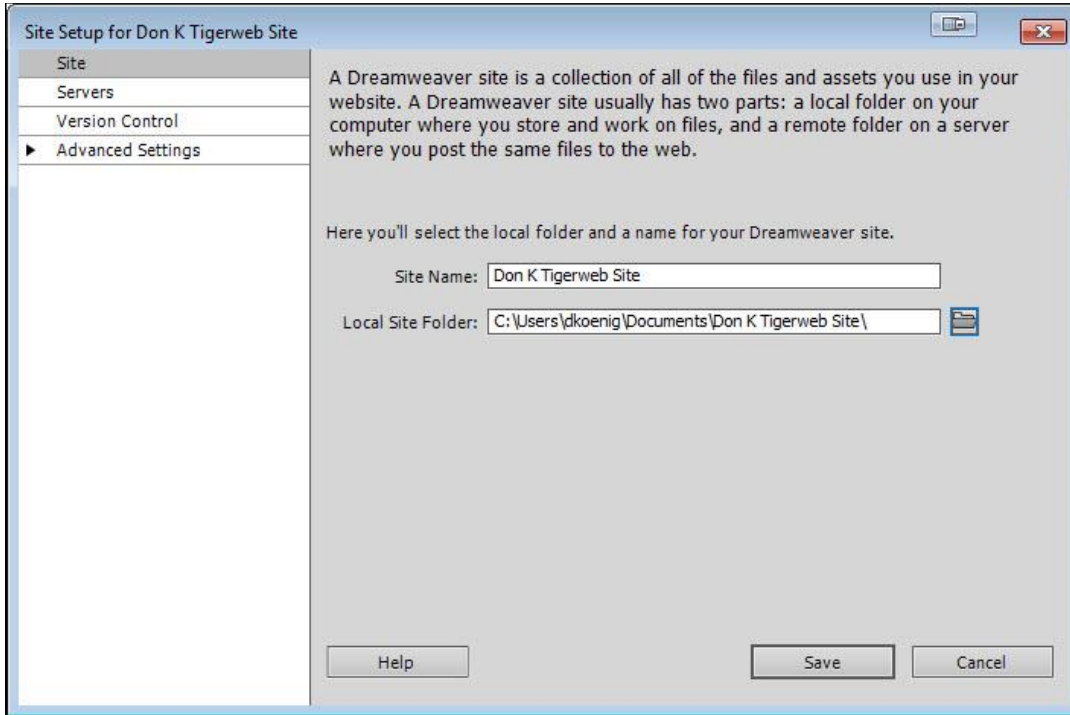 Site Setup for Don K Tigerweb Site
Site
Servers
Version Control
Advanced Settings
A Dreamweaver site is a collection of all of the files and assets you use in your
website. A Dreamweaver site usually has two parts: a local folder on your
computer where you store and work on files, and a remote folder on a server
where you post the same files to the web.
Here you'll select the local folder and a name for your Dreamweaver site.
Site Name: Don K Tigerweb Site
Local Site Folder: C:\Users\dkoenig\Documents\Don K Tigerweb Site\
Help Save Cancel